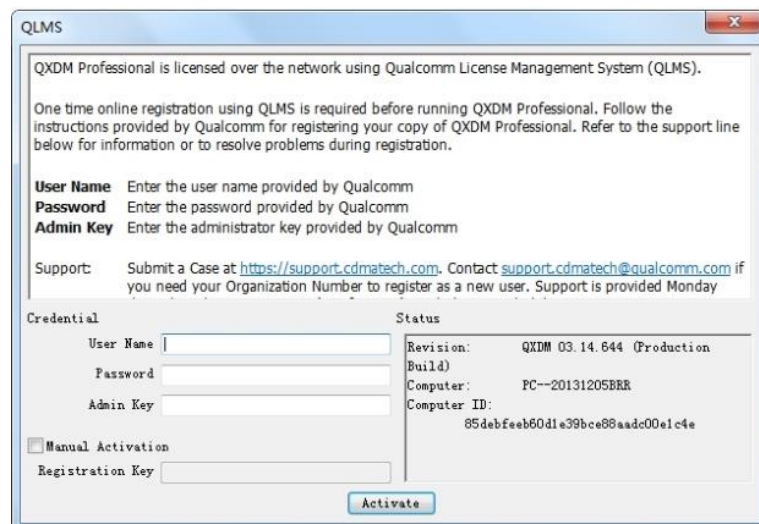 QLMS
QXDM Professional is licensed over the network using Qualcomm License Management System (QLMS).
One time online registration using QLMS is required before running QXDM Professional. Follow the
instructions provided by Qualcomm for registering your copy of QXDM Professional. Refer to the support line
below for information or to resolve problems during registration.
User Name Enter the user name provided by Qualcomm
Password Enter the password provided by Qualcomm
Admin Key Enter the administrator key provided by Qualcomm
Support: Submit a Case at https://support.cdmatech.com. Contact support.cdmatech@qualcomm.com if
you need your Organization Number to register as a new user. Support is provided Monday
Credential
User Name
Password
Admin Key
Manual Activation
Registration Key
Status
Revision: QXDM 03.14.644 (Production
Build)
Computer: PC--20131205BRR
Computer ID:
85debfeeb60d1e39bce88aadc00e1c4e
Activate